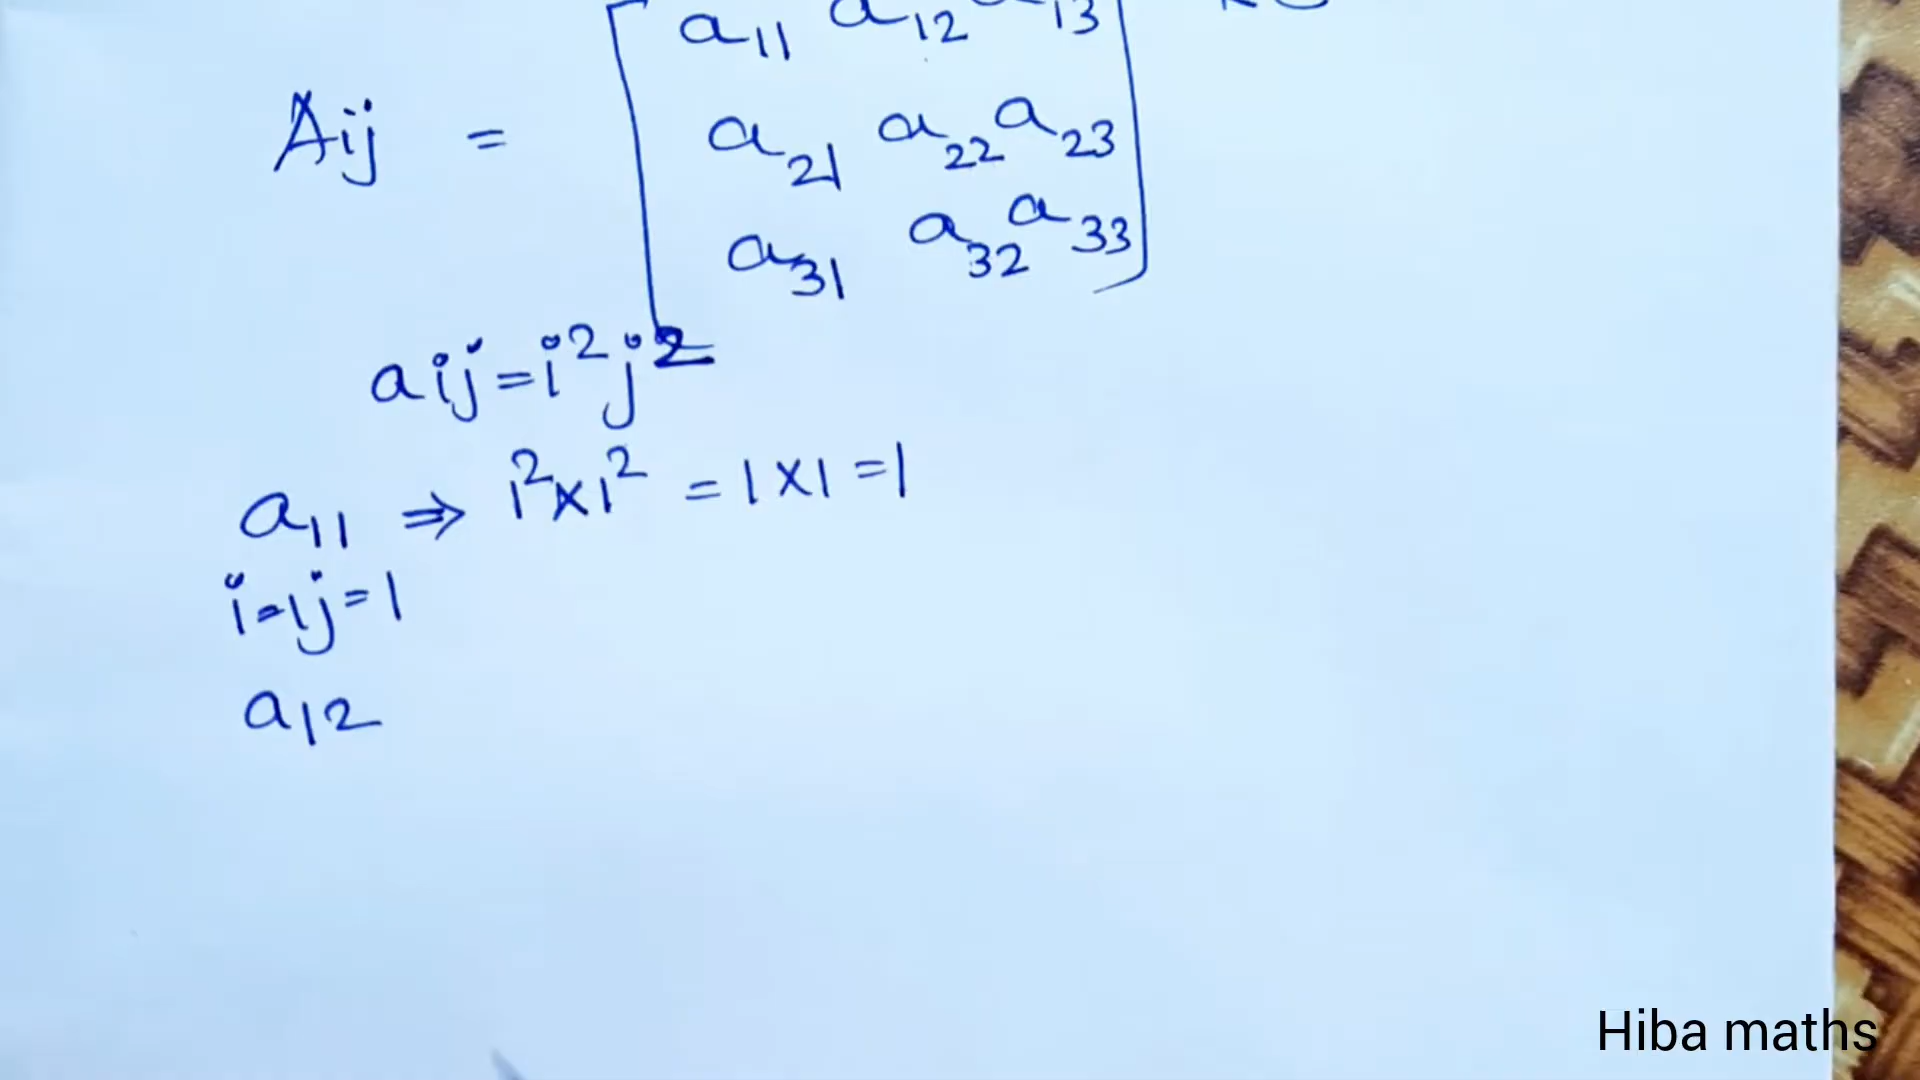 a11 a12 a13
Aij = a21 a22 a23
a31 a32 a33
aij = i²j²
a11 ⇒ 1²×1² = 1×1 = 1
i=1j=1
a12
Hiba maths